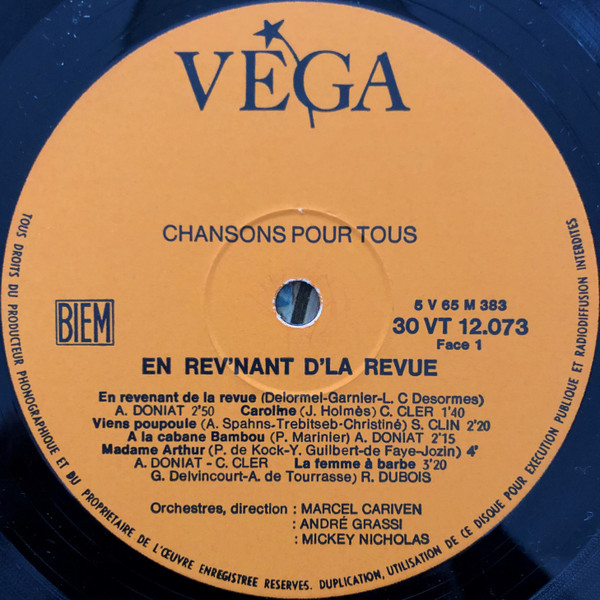 VÉGA
CHANSONS POUR TOUS
BIEM
5 V 65 M 383
30 VT 12.073
Face 1
EN REV'NANT D'LA REVUE
En revenant de la revue (Delormel-Garnier-L. C Desormes)
A. DONIAT 2'50 Caroline (J. Holmès) C. CLER 1'40
Viens poupoule (A. Spahns-Trebitseb-Christiné) S. CLIN 2'20
A la cabane Bambou (P. Marinier) A. DONIAT 2'15
Madame Arthur (P. de Kock-Y. Guilbert-de Faye-Jozin) 4'
A. DONIAT - C. CLER La femme à barbe 3'20
G. Delvincourt-A. de Tourrasse) R. DUBOIS
Orchestres, direction : MARCEL CARIVEN
: ANDRÉ GRASSI
: MICKEY NICHOLAS
TOUS DROITS DU PRODUCTEUR PHONOGRAPHIQUE ET DU PROPRIETAIRE DE L'ŒUVRE ENREGISTREE RESERVES. DUPLICATION, UTILISATION DE CE DISQUE POUR EXECUTION PUBLIQUE ET RADIODIFFUSION INTERDITES